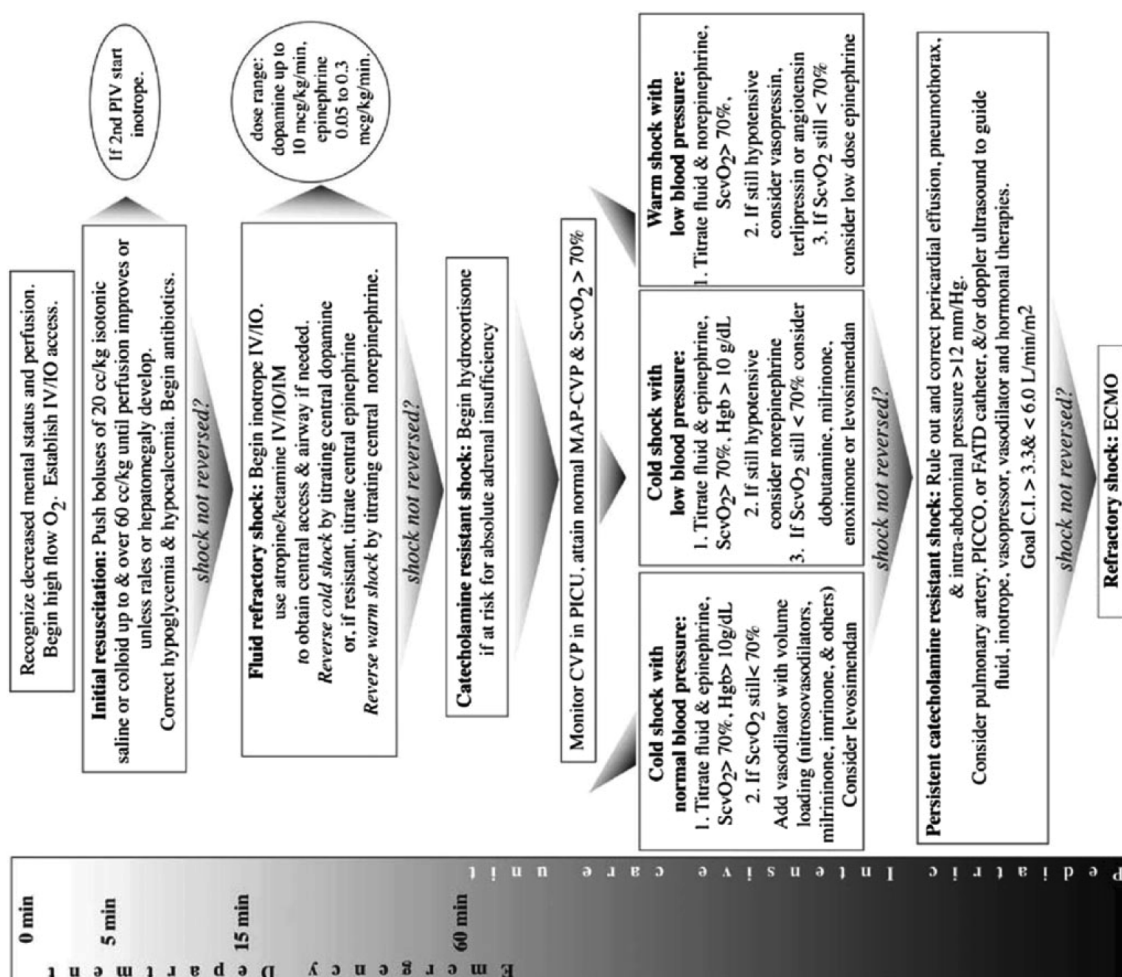 0 min
5 min
15 min
60 min
Emergency Department
Pediatric Intensive care unit
Recognize decreased mental status and perfusion.
Begin high flow O2. Establish IV/IO access.
Initial resuscitation: Push boluses of 20 cc/kg isotonic
saline or colloid up to & over 60 cc/kg until perfusion improves or
unless rales or hepatomegaly develop.
Correct hypoglycemia & hypocalcemia. Begin antibiotics.
If 2nd PIV start
inotrope.
shock not reversed?
Fluid refractory shock: Begin inotrope IV/IO.
use atropine/ketamine IV/IO/IM
to obtain central access & airway if needed.
Reverse cold shock by titrating central dopamine
or, if resistant, titrate central epinephrine
Reverse warm shock by titrating central norepinephrine.
dose range:
dopamine up to
10 mcg/kg/min,
epinephrine
0.05 to 0.3
mcg/kg/min.
shock not reversed?
Catecholamine resistant shock: Begin hydrocortisone
if at risk for absolute adrenal insufficiency
Monitor CVP in PICU, attain normal MAP-CVP & ScvO2 > 70%
Cold shock with
normal blood pressure:
1. Titrate fluid & epinephrine,
ScvO2> 70%, Hgb> 10g/dL
2. If ScvO2 still< 70%
Add vasodilator with volume
loading (nitrosovasodilators,
milrininone, imrinone, & others)
Consider levosimendan
Cold shock with
low blood pressure:
1. Titrate fluid & epinephrine,
ScvO2> 70%, Hgb > 10 g/dL
2. If still hypotensive
consider norepinephrine
3. If ScvO2 still < 70% consider
dobutamine, milrinone,
enoximone or levosimendan
Warm shock with
low blood pressure:
1. Titrate fluid & norepinephrine,
ScvO2> 70%,
2. If still hypotensive
consider vasopressin,
terlipressin or angiotensin
3. If ScvO2 still < 70%
consider low dose epinephrine
shock not reversed?
Persistent catecholamine resistant shock: Rule out and correct pericardial effusion, pneumothorax,
& intra-abdominal pressure >12 mm/Hg.
Consider pulmonary artery, PICCO, or FATD catheter, &/or doppler ultrasound to guide
fluid, inotrope, vasopressor, vasodilator and hormonal therapies.
Goal C.I. > 3.3& < 6.0 L/min/m2
shock not reversed?
Refractory shock: ECMO